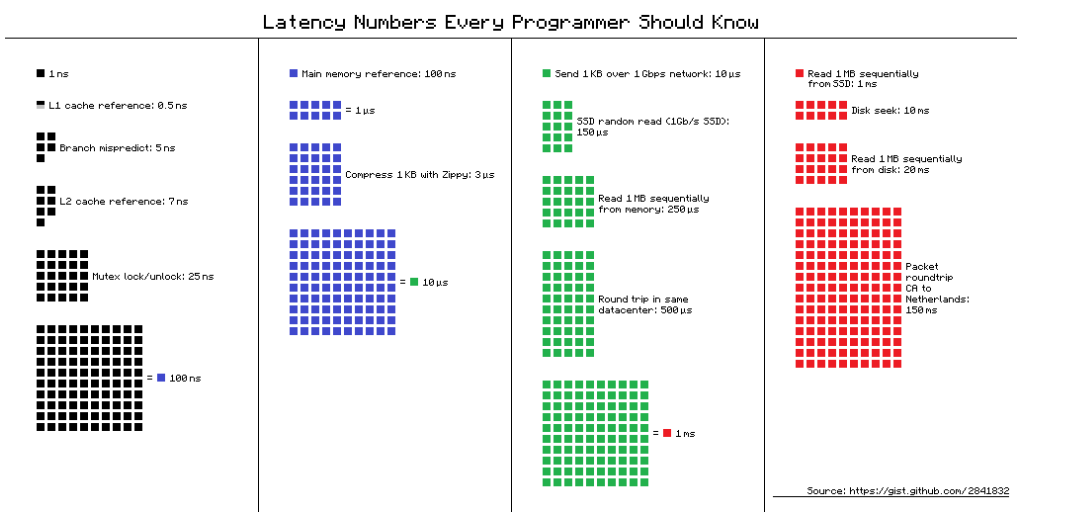 Latency Numbers Every Programmer Should Know
1 ns
L1 cache reference: 0.5 ns
Branch mispredict: 5 ns
L2 cache reference: 7 ns
Mutex lock/unlock: 25 ns
= 100 ns
Main memory reference: 100 ns
= 1 µs
Compress 1 KB with Zippy: 3 µs
= 10 µs
Send 1 KB over 1 Gbps network: 10 µs
SSD random read (1Gb/s SSD):
150 µs
Read 1 MB sequentially
from memory: 250 µs
Round trip in same
datacenter: 500 µs
= 1 ms
Read 1 MB sequentially
from SSD: 1 ms
Disk seek: 10 ms
Read 1 MB sequentially
from disk: 20 ms
Packet
roundtrip
CA to
Netherlands:
150 ms
Source: https://gist.github.com/2841832